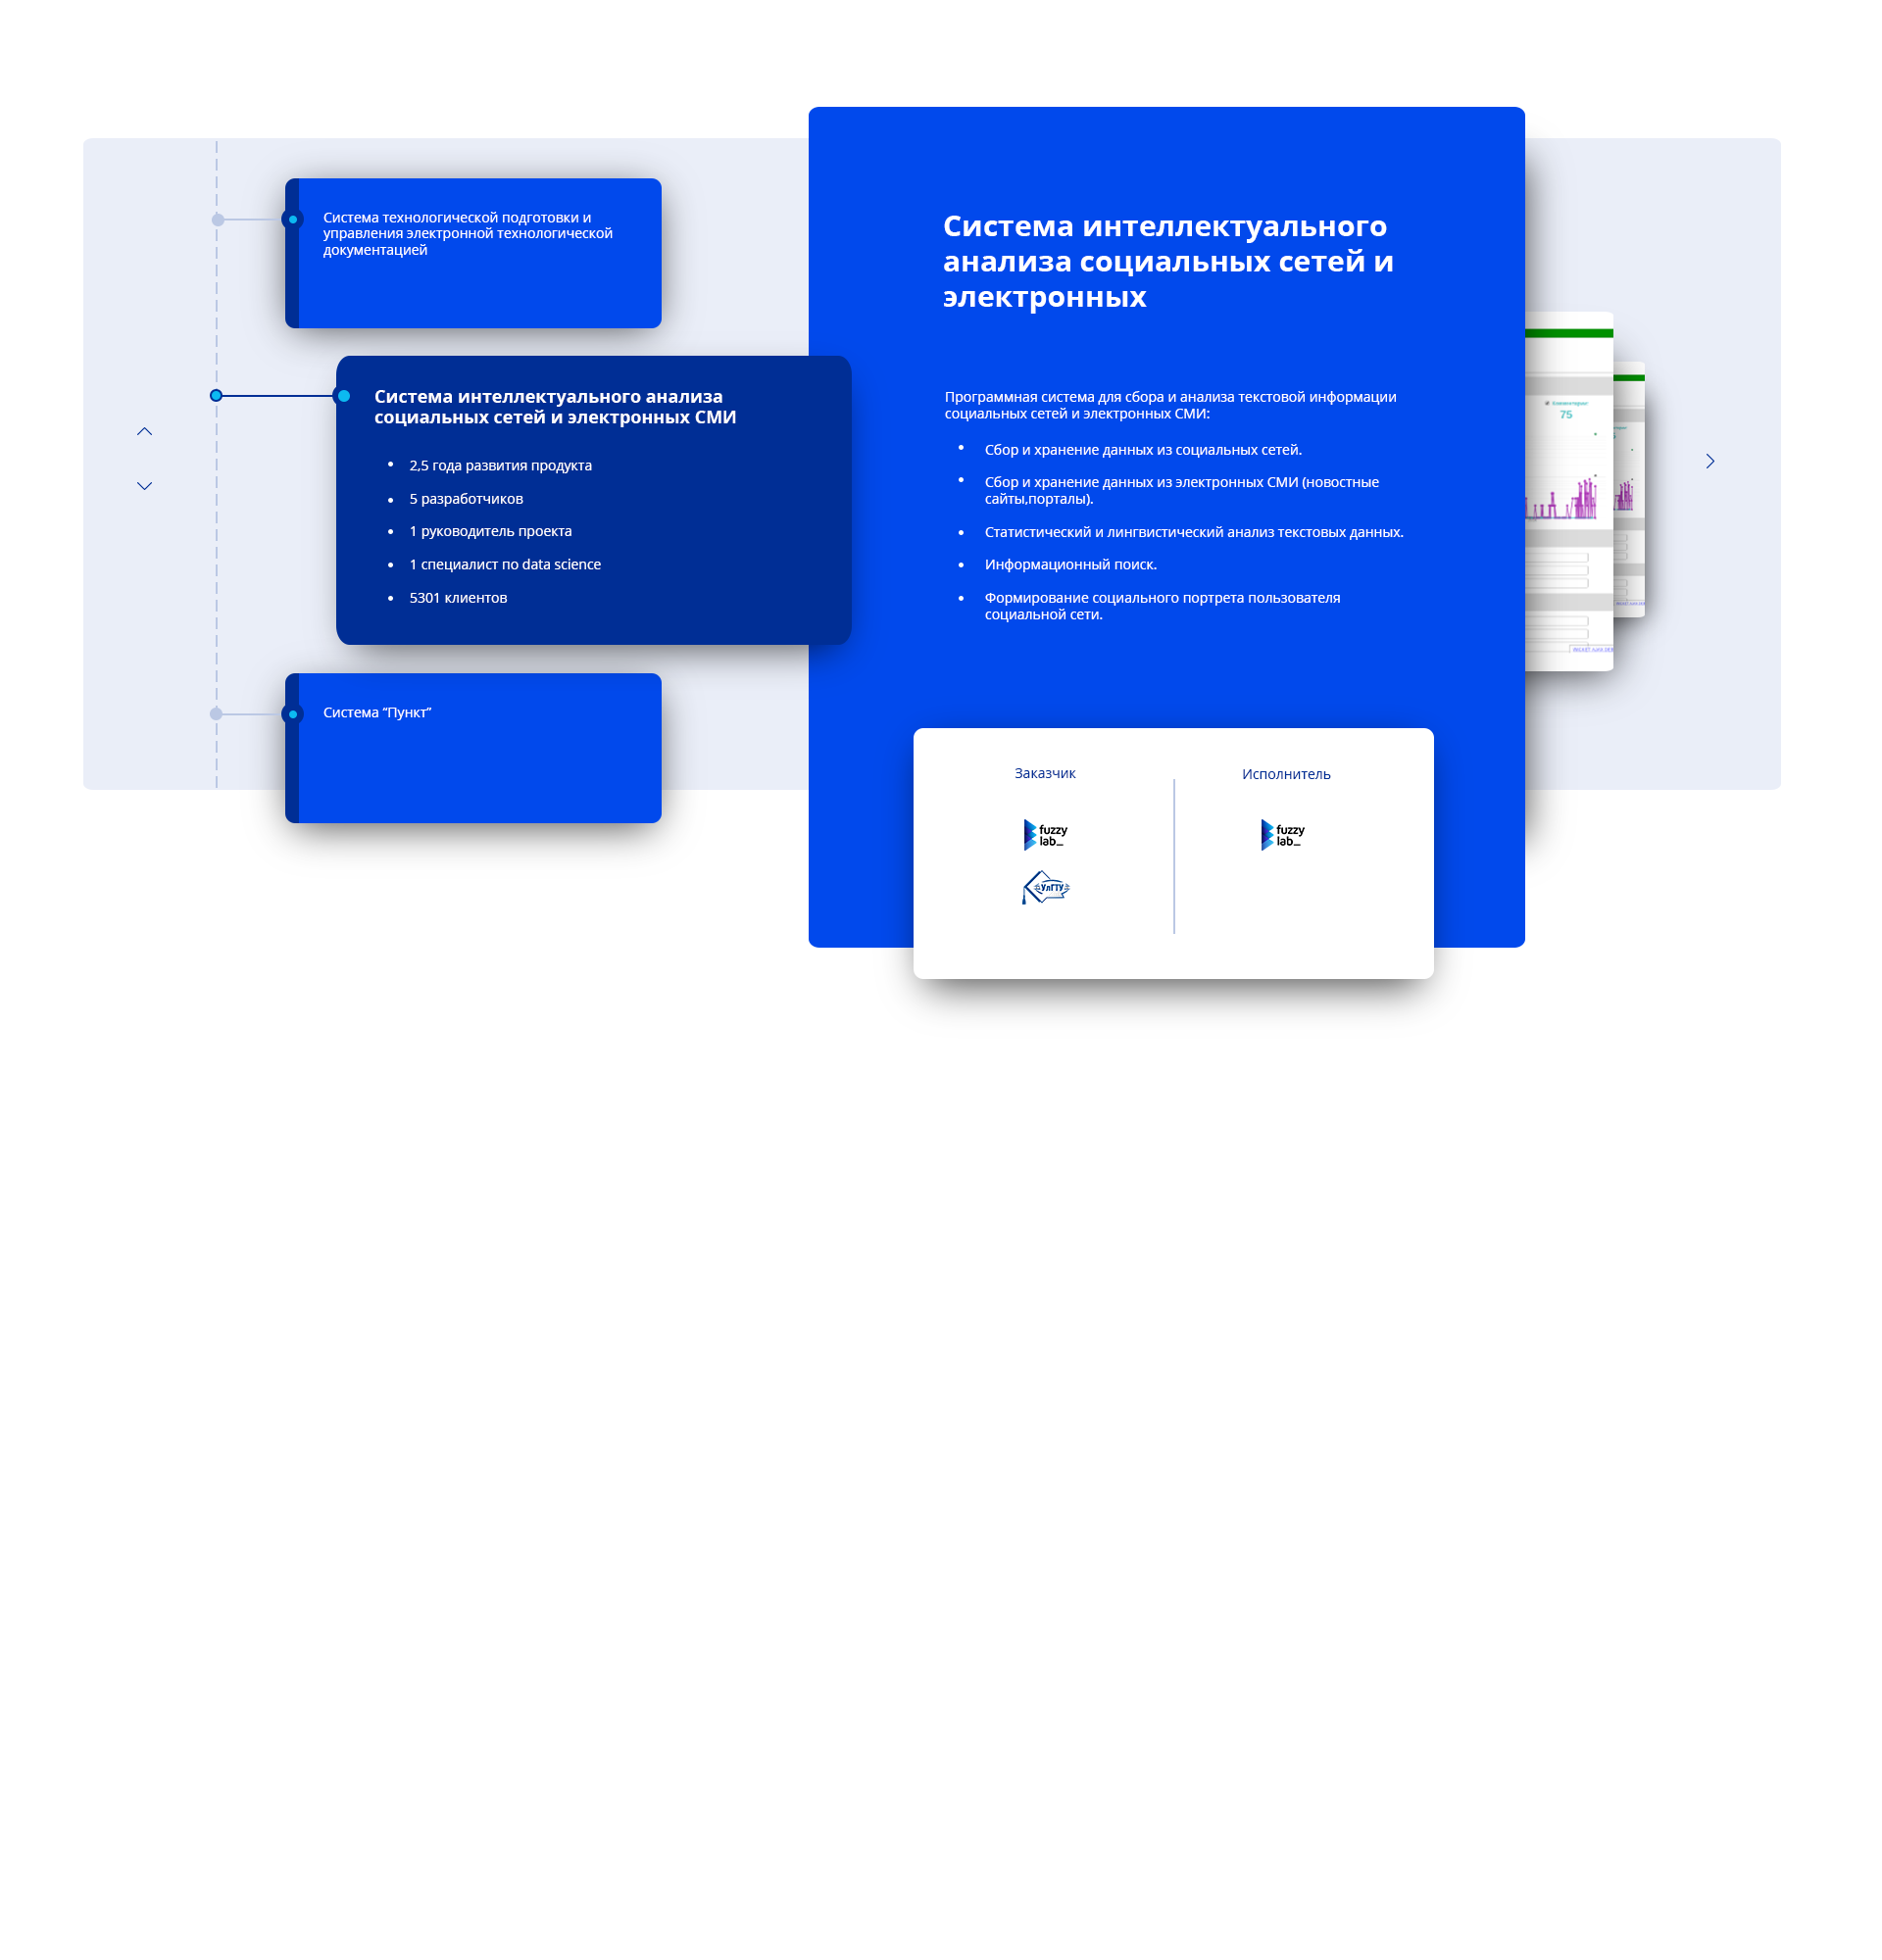 Система технологической подготовки и
управления электронной технологической
документацией
Система интеллектуального анализа
социальных сетей и электронных СМИ
2,5 года развития продукта
5 разработчиков
1 руководитель проекта
1 специалист по data science
5301 клиентов
Система “Пункт”
Система интеллектуального
анализа социальных сетей и
электронных
Программная система для сбора и анализа текстовой информации
социальных сетей и электронных СМИ:
Сбор и хранение данных из социальных сетей.
Сбор и хранение данных из электронных СМИ (новостные
сайты,порталы).
Статистический и лингвистический анализ текстовых данных.
Информационный поиск.
Формирование социального портрета пользователя
социальной сети.
75
Заказчик
fuzzy
lab_
УлГТУ
Исполнитель
fuzzy
lab_